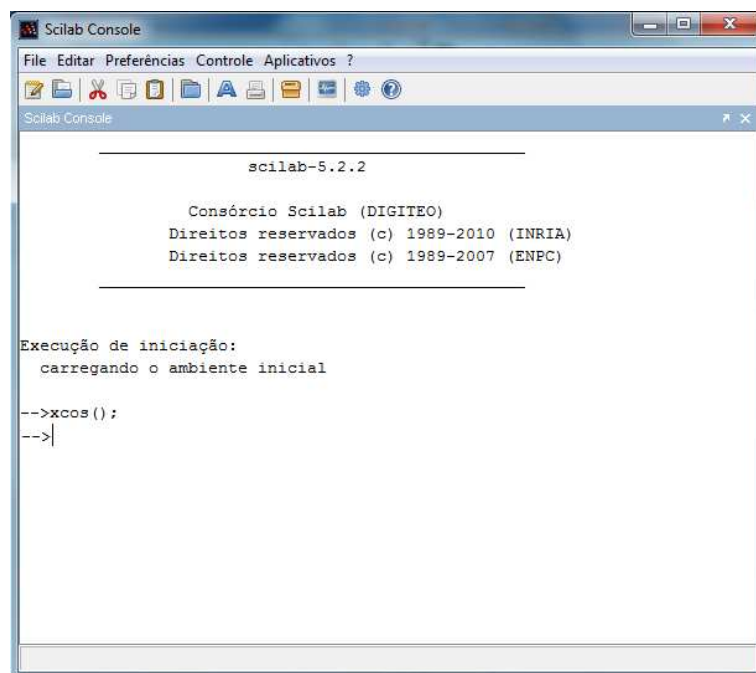 Scilab Console
File Editar Preferências Controle Aplicativos ?
Scilab Console
scilab-5.2.2
Consórcio Scilab (DIGITEO)
Direitos reservados (c) 1989-2010 (INRIA)
Direitos reservados (c) 1989-2007 (ENPC)
Execução de iniciação:
carregando o ambiente inicial
-->xcos();
-->